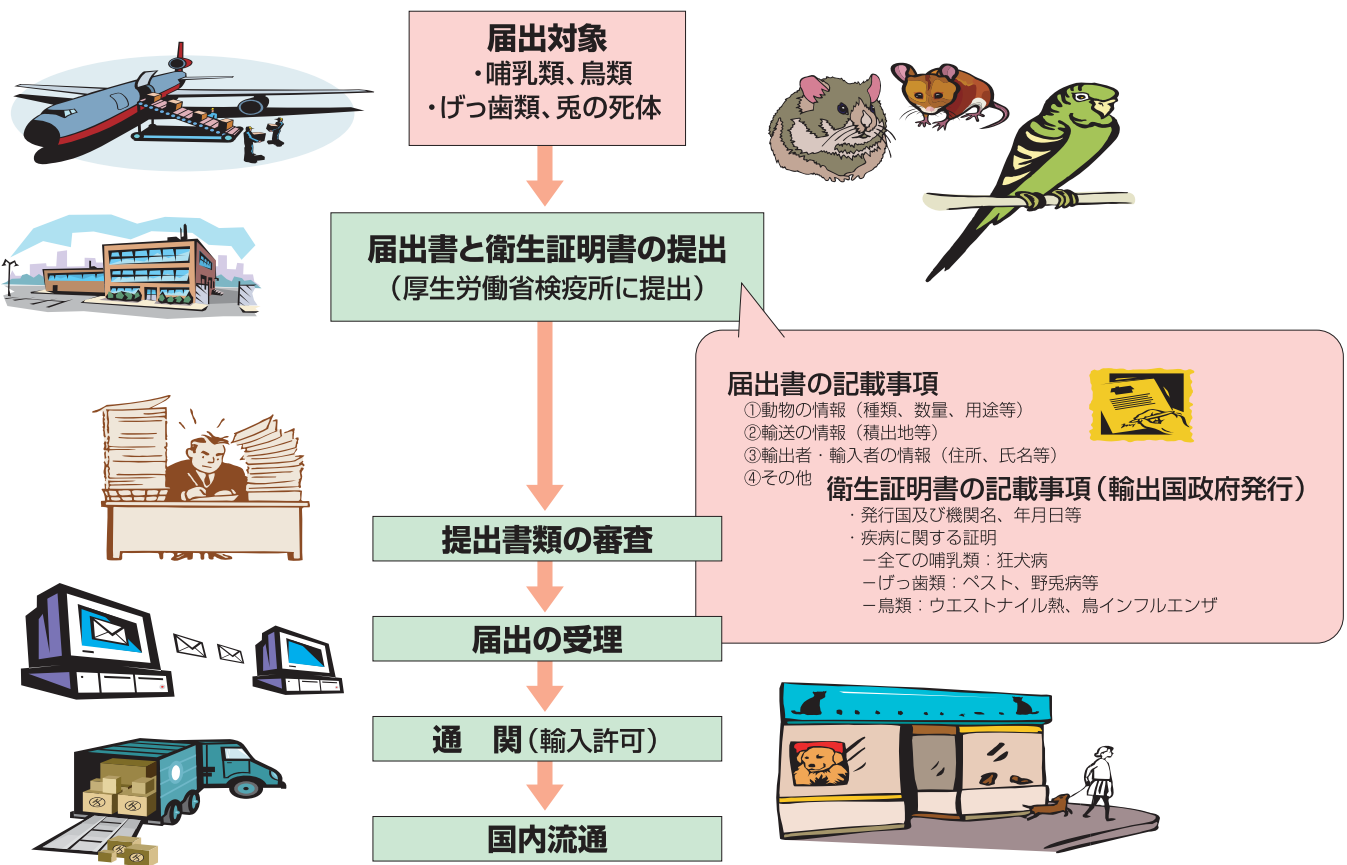 届出対象
・哺乳類、鳥類
・げっ歯類、兎の死体
届出書と衛生証明書の提出
（厚生労働省検疫所に提出）
届出書の記載事項
①動物の情報（種類、数量、用途等）
②輸送の情報（積出地等）
③輸出者・輸入者の情報（住所、氏名等）
④その他
衛生証明書の記載事項（輸出国政府発行）
・発行国及び機関名、年月日等
・疾病に関する証明
－全ての哺乳類：狂犬病
－げっ歯類：ペスト、野兎病等
－鳥類：ウエストナイル熱、鳥インフルエンザ
提出書類の審査
届出の受理
通　関（輸入許可）
国内流通